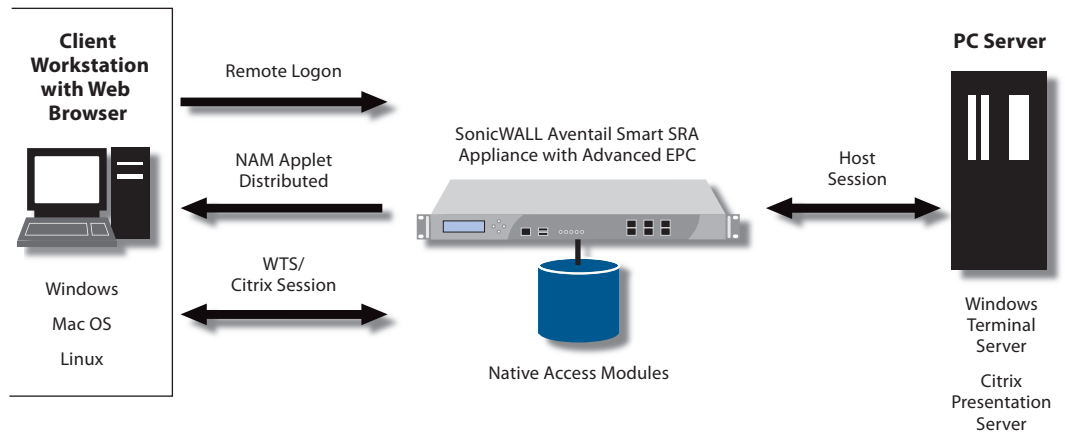 Client
Workstation
with Web
Browser
Windows
Mac OS
Linux
Remote Logon
NAM Applet
Distributed
WTS/
Citrix Session
SonicWALL Aventail Smart SRA
Appliance with Advanced EPC
Native Access Modules
Host
Session
PC Server
Windows
Terminal
Server
Citrix
Presentation
Server